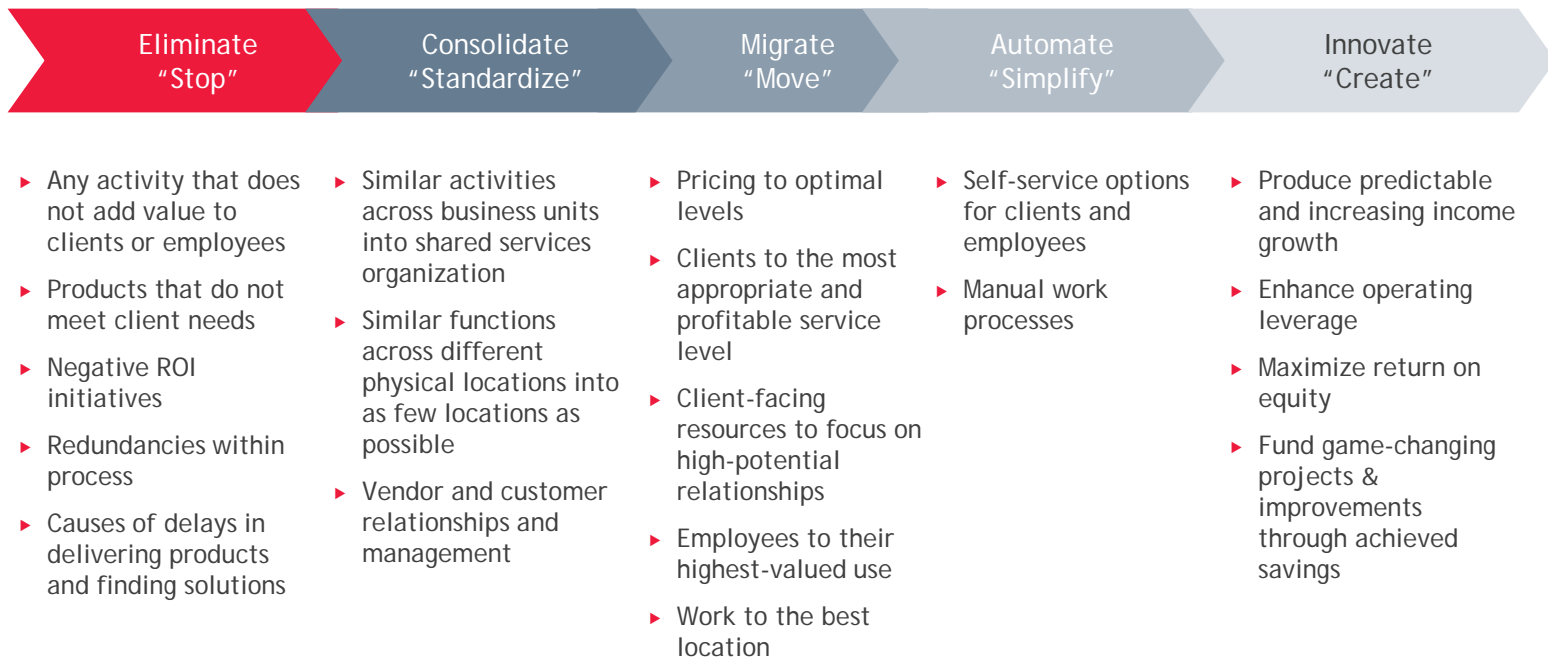 Eliminate
“Stop”
Consolidate
“Standardize”
Migrate
“Move”
Automate
“Simplify”
Innovate
“Create”
▸ Any activity that does
not add value to
clients or employees
▸ Products that do not
meet client needs
▸ Negative ROI
initiatives
▸ Redundancies within
process
▸ Causes of delays in
delivering products
and finding solutions
▸ Similar activities
across business units
into shared services
organization
▸ Similar functions
across different
physical locations into
as few locations as
possible
▸ Vendor and customer
relationships and
management
▸ Pricing to optimal
levels
▸ Clients to the most
appropriate and
profitable service
level
▸ Client-facing
resources to focus on
high-potential
relationships
▸ Employees to their
highest-valued use
▸ Work to the best
location
▸ Self-service options
for clients and
employees
▸ Manual work
processes
▸ Produce predictable
and increasing income
growth
▸ Enhance operating
leverage
▸ Maximize return on
equity
▸ Fund game-changing
projects &
improvements
through achieved
savings